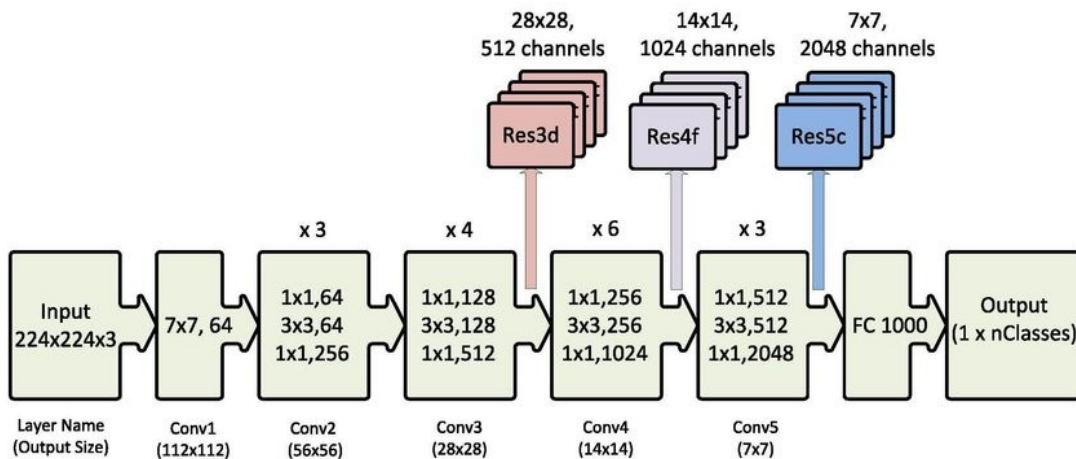 28x28,
512 channels
14x14,
1024 channels
7x7,
2048 channels
Res3d
Res4f
Res5c
x 3
x 4
x 6
x 3
Input
224x224x3
7x7, 64
1x1,64
3x3,64
1x1,256
1x1,128
3x3,128
1x1,512
1x1,256
3x3,256
1x1,1024
1x1,512
3x3,512
1x1,2048
FC 1000
Output
(1 x nClasses)
Layer Name
(Output Size)
Conv1
(112x112)
Conv2
(56x56)
Conv3
(28x28)
Conv4
(14x14)
Conv5
(7x7)